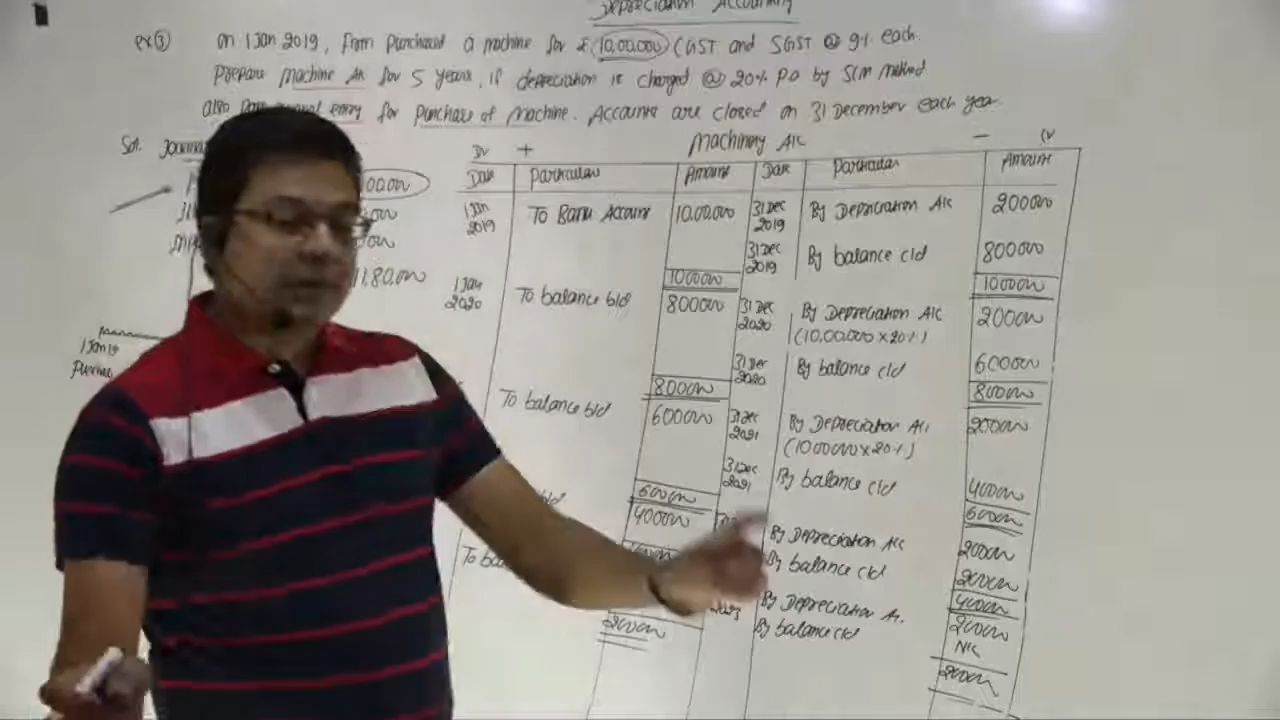 Depreciation Accounting
ex ③ on 1 Jan 2019, From Purchased a machine for ₹ 10,00,000 CGST and SGST @ 9% each.
Prepare Machine A/c for 5 years, if depreciation is charged @ 20% P.a by SLM Method
also entry for Purchase of Machine. Accounts are closed on 31 December each year
Sol. Machinery A/c
Dr + - Cr
Date Particulars Amount Date Particulars Amount
1 Jan 2019 To Bank Account 10,00,000 31 Dec 2019 By Depreciation A/c 200000
31 Dec 2019 By balance c/d 800000
1000000 1000000
1 Jan 2020 To balance b/d 800000 31 Dec 2020 By Depreciation A/c 200000
(10,00,000 x 20%)
31 Dec 2020 By balance c/d 600000
800000 800000
To balance b/d 600000 31 Dec 2021 By Depreciation A/c 200000
(1000000 x 20%)
31 Dec 2021 By balance c/d 400000
600000 600000
400000 By Depreciation A/c 200000
By balance c/d 200000
400000
By Depreciation A/c. 200000
By balance c/d Nil
200000 200000
11,80,000
1 Jan 19